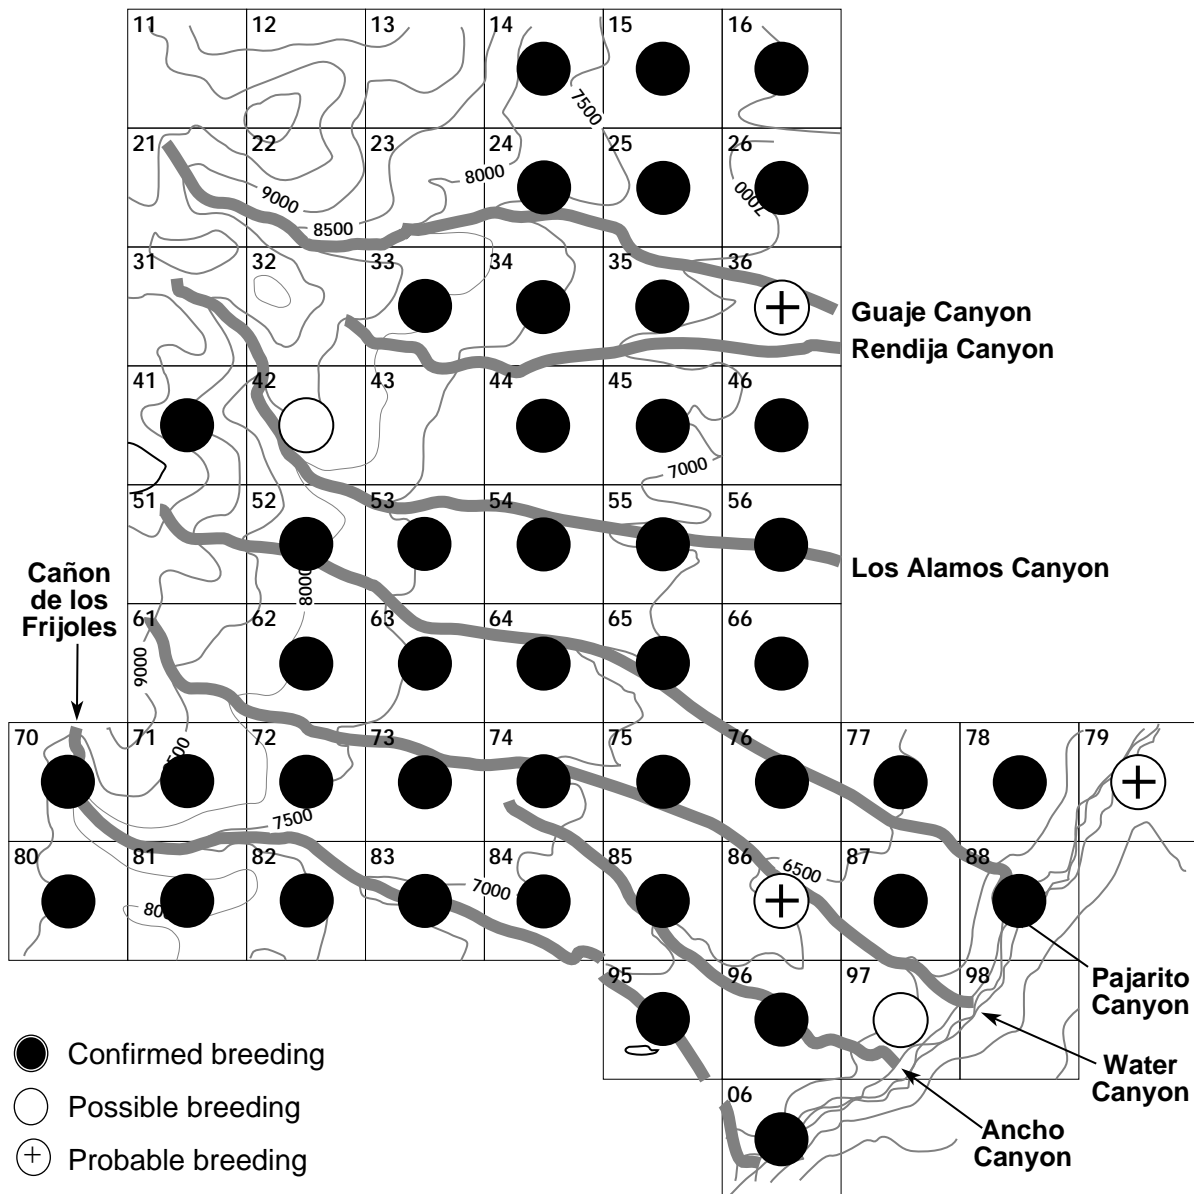 11 12 13 14 15 16
7500
21 22 23 24 25 26
8000
9000
7000
8500
31 32 33 34 35 36
Guaje Canyon
Rendija Canyon
41 42 43 44 45 46
7000
51 52 53 54 55 56
Cañon
de los
Frijoles
8000
Los Alamos Canyon
61 62 63 64 65 66
9000
70 71 72 73 74 75 76 77 78 79
500
7500
80 81 82 83 84 85 86 87 88
7000
6500
80
95 96 97 98
Pajarito
Canyon
Water
Canyon
Ancho
Canyon
06
Confirmed breeding
Possible breeding
Probable breeding